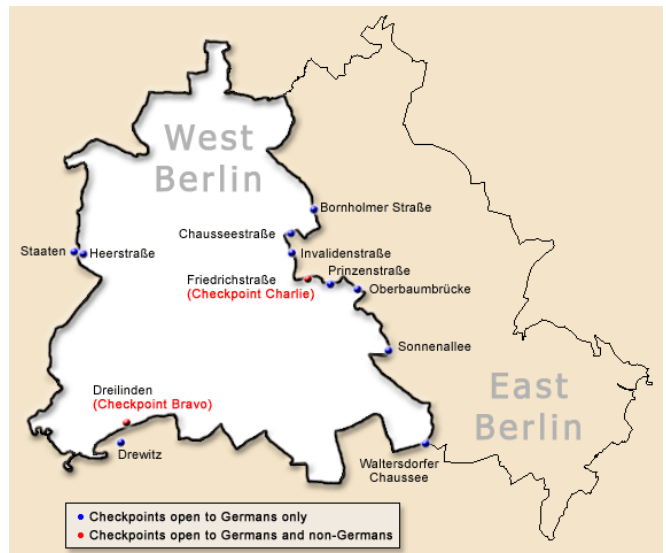 West
Berlin
Bornholmer Straße
Chausseestraße
Staaten
Heerstraße
Invalidenstraße
Friedrichstraße
(Checkpoint Charlie)
Prinzenstraße
Oberbaumbrücke
Sonnenallee
Dreilinden
(Checkpoint Bravo)
East
Berlin
Drewitz
Waltersdorfer
Chaussee
Checkpoints open to Germans only
Checkpoints open to Germans and non-Germans